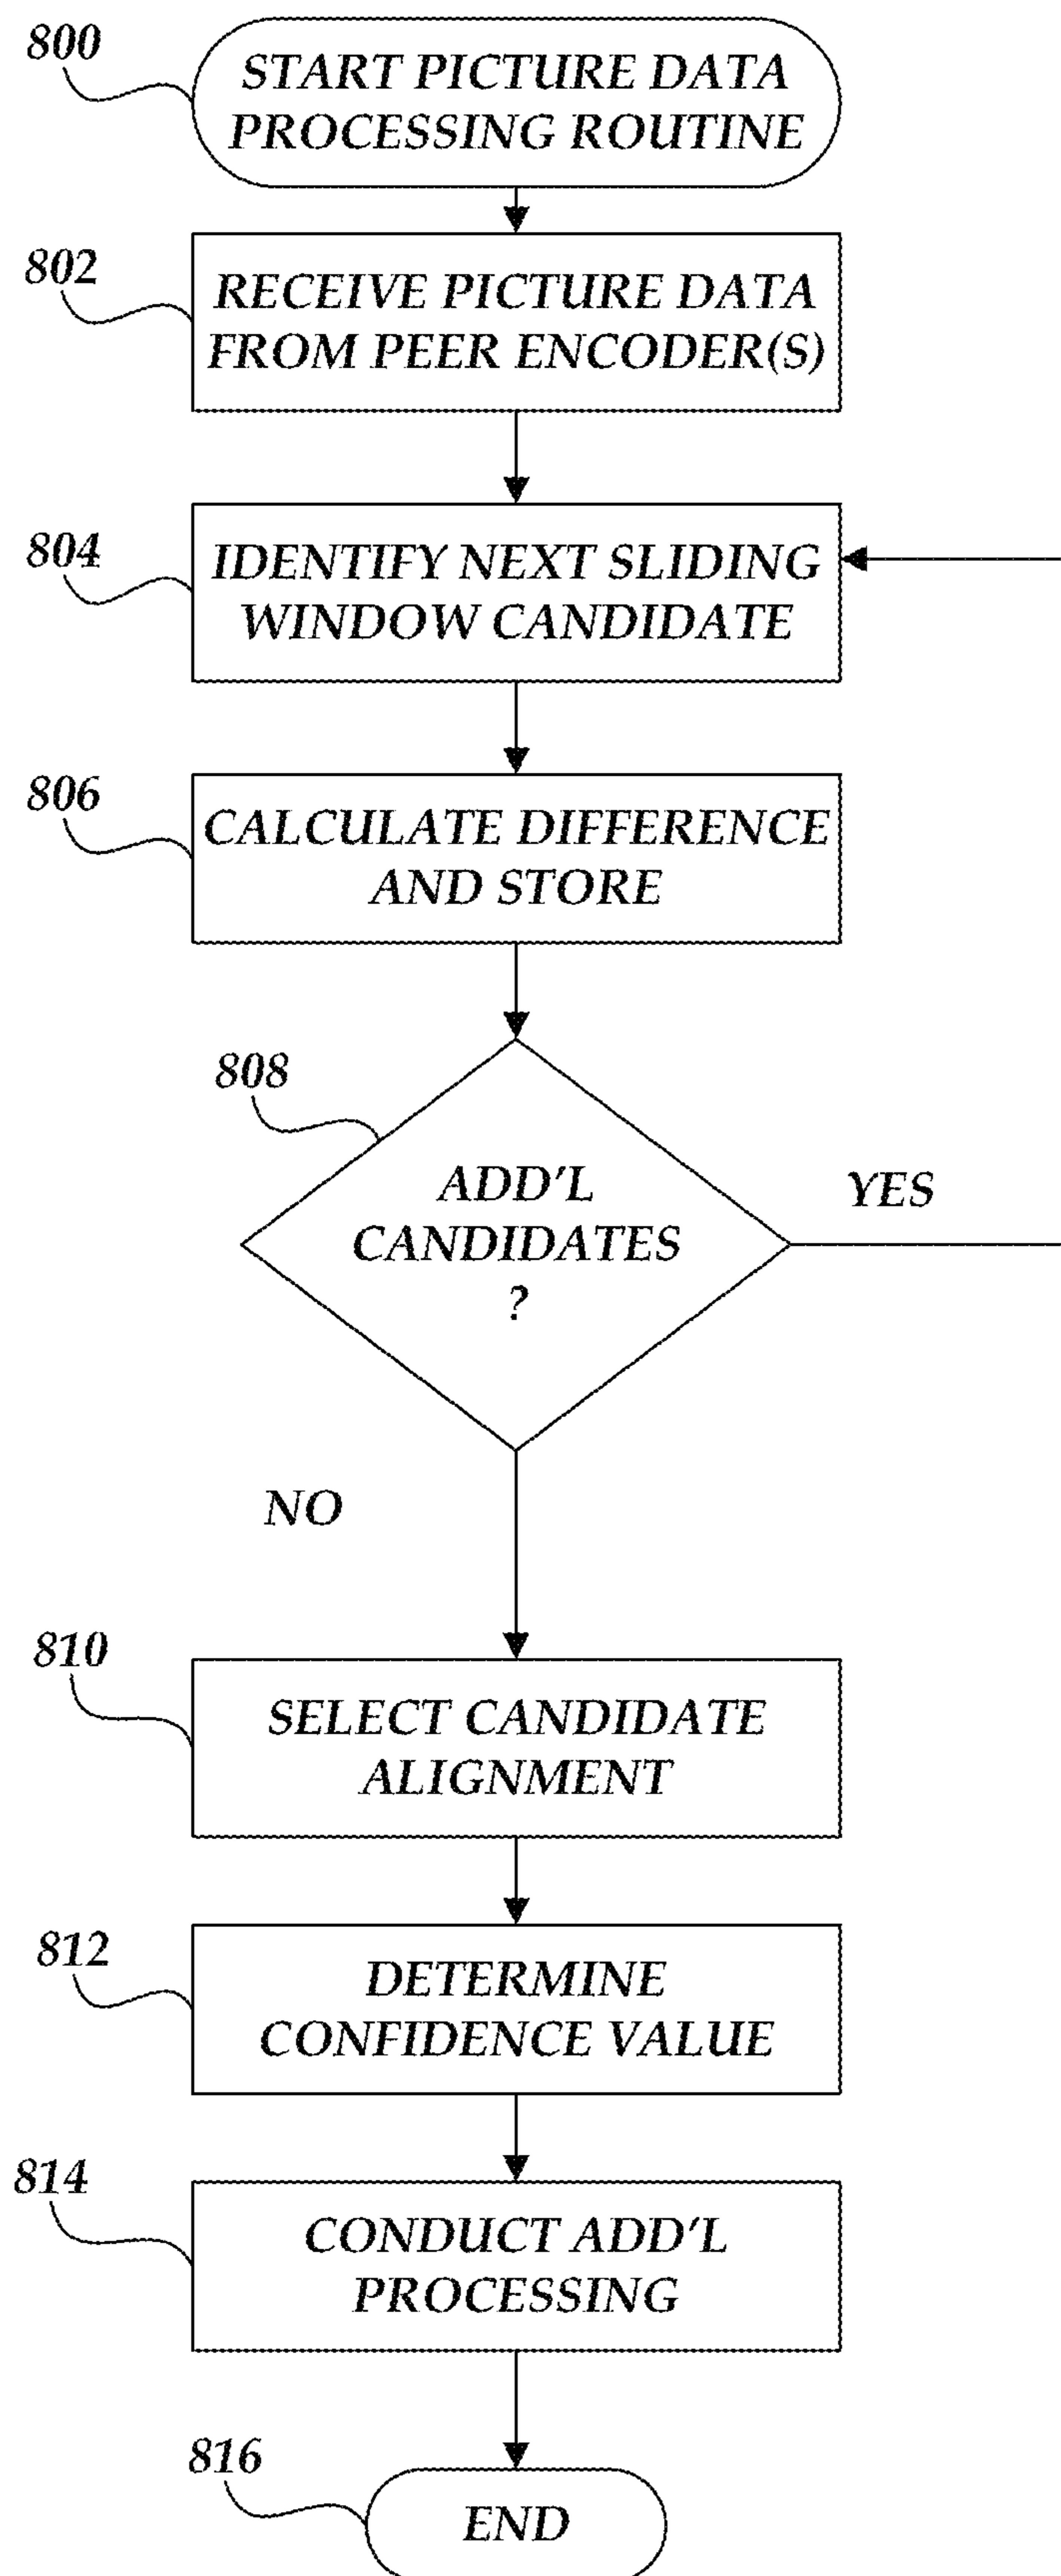 800
START PICTURE DATA
PROCESSING ROUTINE
802
RECEIVE PICTURE DATA
FROM PEER ENCODER(S)
804
IDENTIFY NEXT SLIDING
WINDOW CANDIDATE
806
CALCULATE DIFFERENCE
AND STORE
808
ADD'L
CANDIDATES
?
YES
NO
810
SELECT CANDIDATE
ALIGNMENT
812
DETERMINE
CONFIDENCE VALUE
814
CONDUCT ADD'L
PROCESSING
816
END